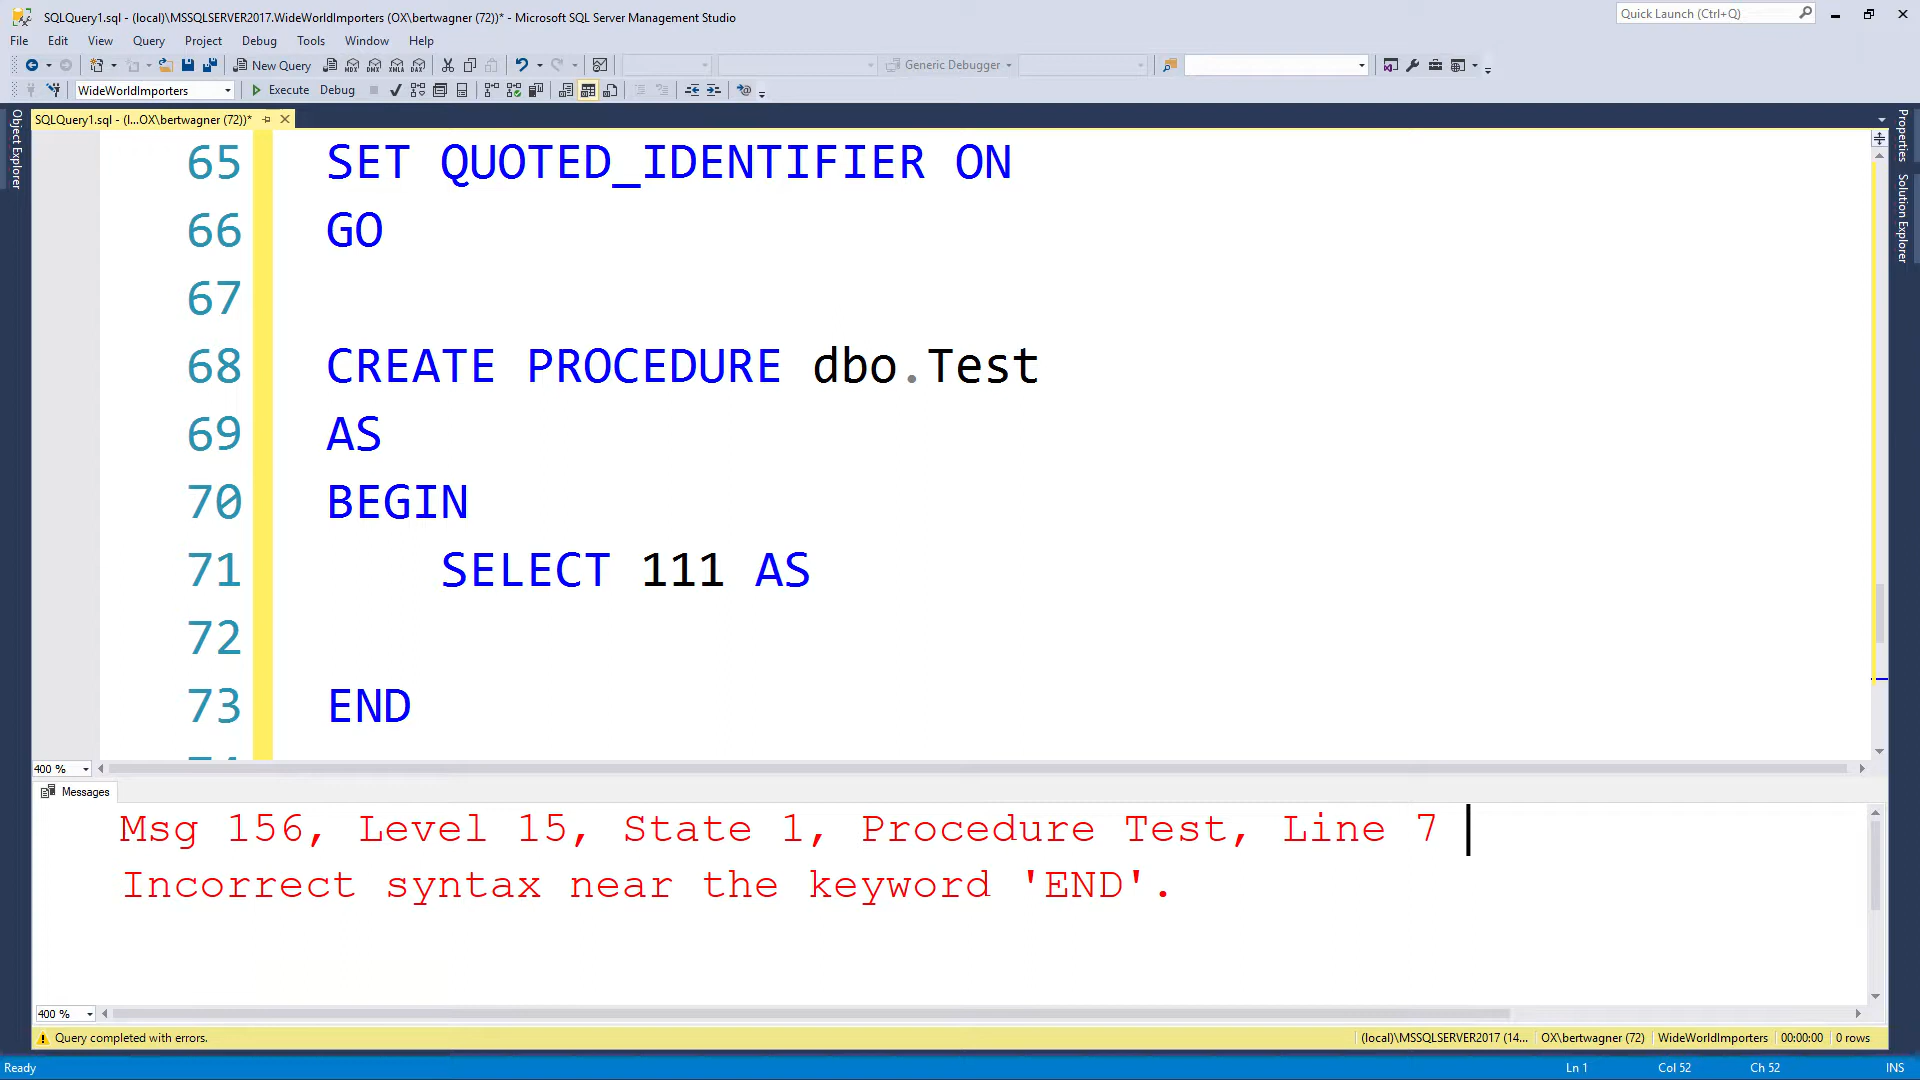 SQLQuery1.sql - (local)\MSSQLSERVER2017.WideWorldImporters (OX\bertwagner (72))* - Microsoft SQL Server Management Studio
Quick Launch (Ctrl+Q)
File Edit View Query Project Debug Tools Window Help
New Query
MDX DMX XMLA DAX
Generic Debugger
WideWorldImporters
Execute Debug
SQLQuery1.sql - (l...OX\bertwagner (72))*
Object Explorer
Properties
Solution Explorer
65 SET QUOTED_IDENTIFIER ON
66 GO
67
68 CREATE PROCEDURE dbo.Test
69 AS
70 BEGIN
71 SELECT 111 AS
72
73 END
400 %
Messages
Msg 156, Level 15, State 1, Procedure Test, Line 7
Incorrect syntax near the keyword 'END'.
400 %
Query completed with errors.
(local)\MSSQLSERVER2017 (14... OX\bertwagner (72) WideWorldImporters 00:00:00 0 rows
Ready Ln 1 Col 52 Ch 52 INS